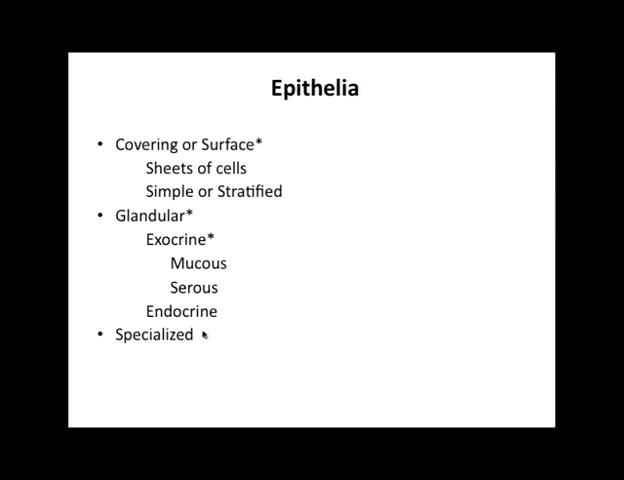 Epithelia
• Covering or Surface*
Sheets of cells
Simple or Stratified
• Glandular*
Exocrine*
Mucous
Serous
Endocrine
• Specialized